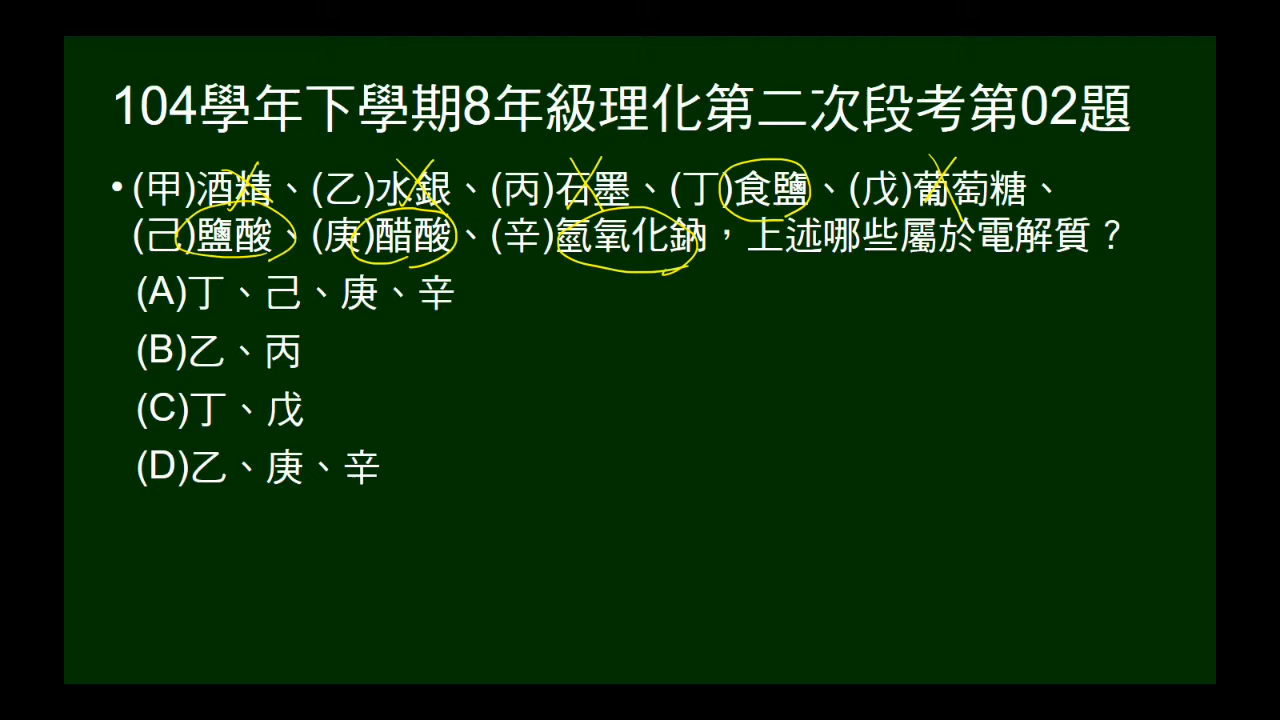 104學年下學期8年級理化第二次段考第02題
•(甲)酒精、(乙)水銀、(丙)石墨、(丁)食鹽、(戊)葡萄糖、
(己)鹽酸、(庚)醋酸、(辛)氫氧化鈉，上述哪些屬於電解質？
(A)丁、己、庚、辛
(B)乙、丙
(C)丁、戊
(D)乙、庚、辛